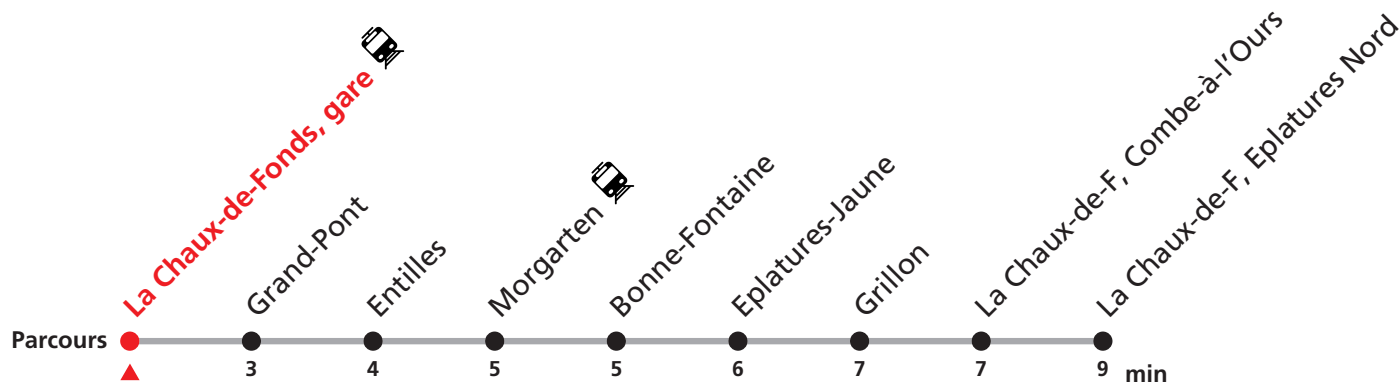 La Chaux-de-Fonds, gare
Grand-Pont
Entilles
Morgarten
Bonne-Fontaine
Eplatures-Jaune
Grillon
La Chaux-de-F, Combe-à-l'Ours
La Chaux-de-F, Eplatures Nord
Parcours
3 4 5 5 6 7 7 9 min